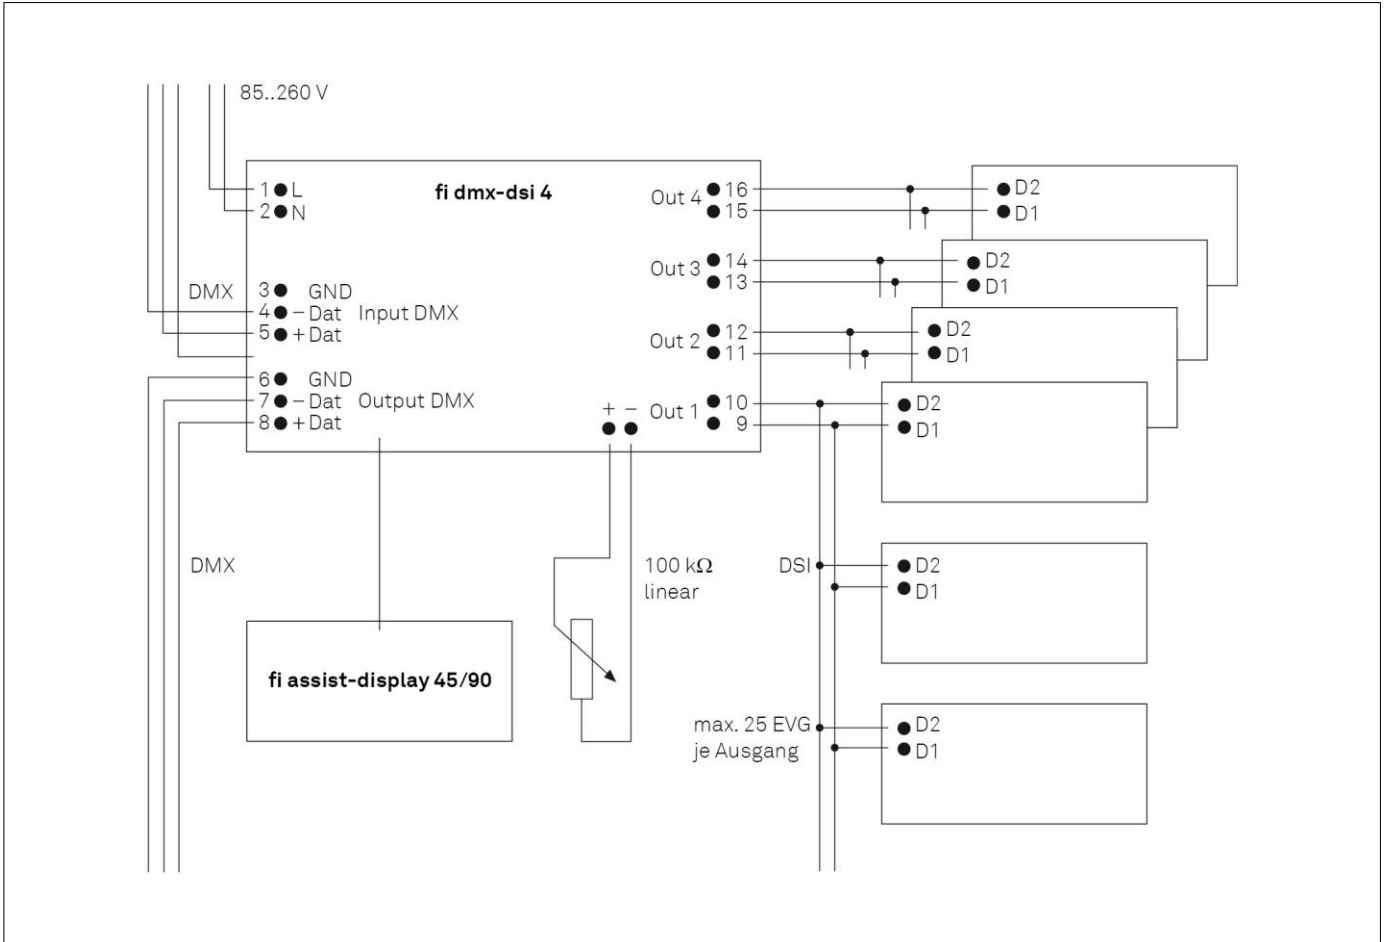 85..260 V
fi dmx-dsi 4
1 L
2 N
DMX
3 GND
4 – Dat Input DMX
5 + Dat
6 GND
7 – Dat Output DMX
8 + Dat
+ –
Out 4 16
15
Out 3 14
13
Out 2 12
11
Out 1 10
9
D2
D1
D2
D1
D2
D1
D2
D1
DMX
100 kΩ
linear
DSI
D2
D1
fi assist-display 45/90
max. 25 EVG
je Ausgang
D2
D1